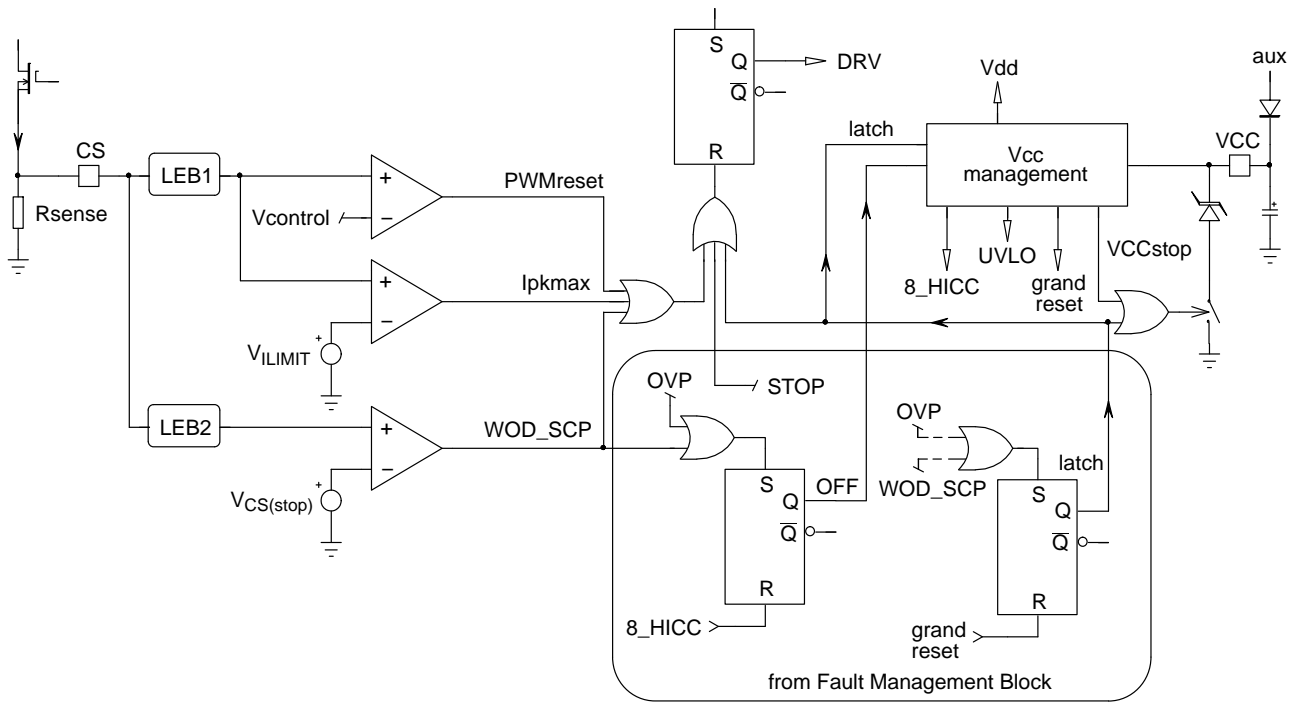 S
Q
DRV
Q
R
aux
Vdd
latch
VCC
Vcc
management
CS
LEB1
+
PWMreset
Rsense
Vcontrol
−
+
UVLO
VCCstop
8_HICC
grand
reset
+
Ipkmax
+
−
VILIMIT
OVP
STOP
LEB2
+
WOD_SCP
OVP
+
−
VCS(stop)
S
OFF
Q
Q
R
WOD_SCP
latch
S
Q
Q
R
8_HICC
grand
reset
from Fault Management Block